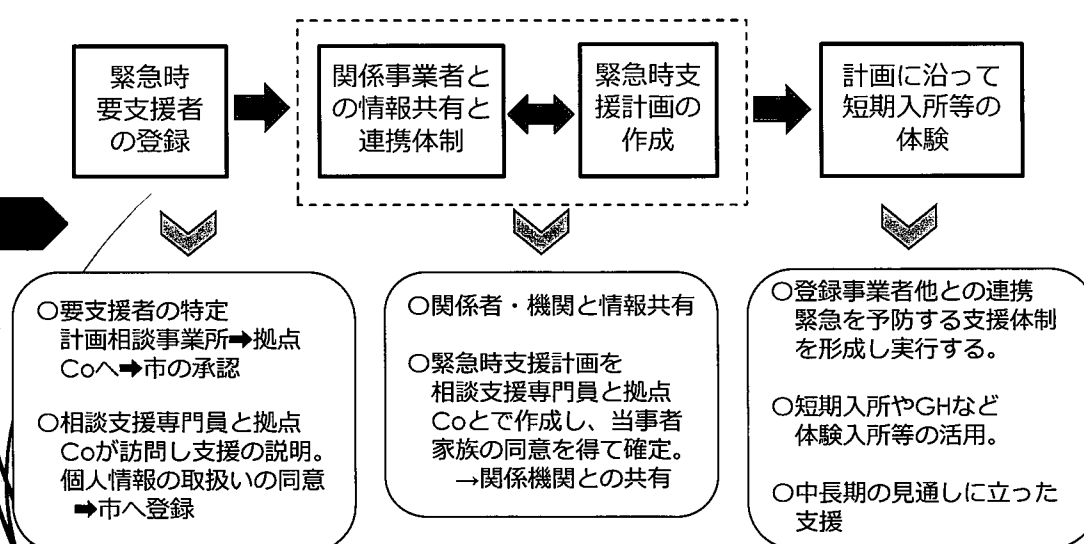 緊急時
要支援者
の登録
関係事業者と
の情報共有と
連携体制
緊急時支
援計画の
作成
計画に沿って
短期入所等の
体験
〇要支援者の特定
計画相談事業所➡拠点
Coへ➡市の承認
〇相談支援専門員と拠点
Coが訪問し支援の説明。
個人情報の取扱いの同意
➡市へ登録
〇関係者・機関と情報共有
〇緊急時支援計画を
相談支援専門員と拠点
Coとで作成し、当事者
家族の同意を得て確定。
→関係機関との共有
〇登録事業者他との連携
緊急を予防する支援体制
を形成し実行する。
〇短期入所やGHなど
体験入所等の活用。
〇中長期の見通しに立った
支援